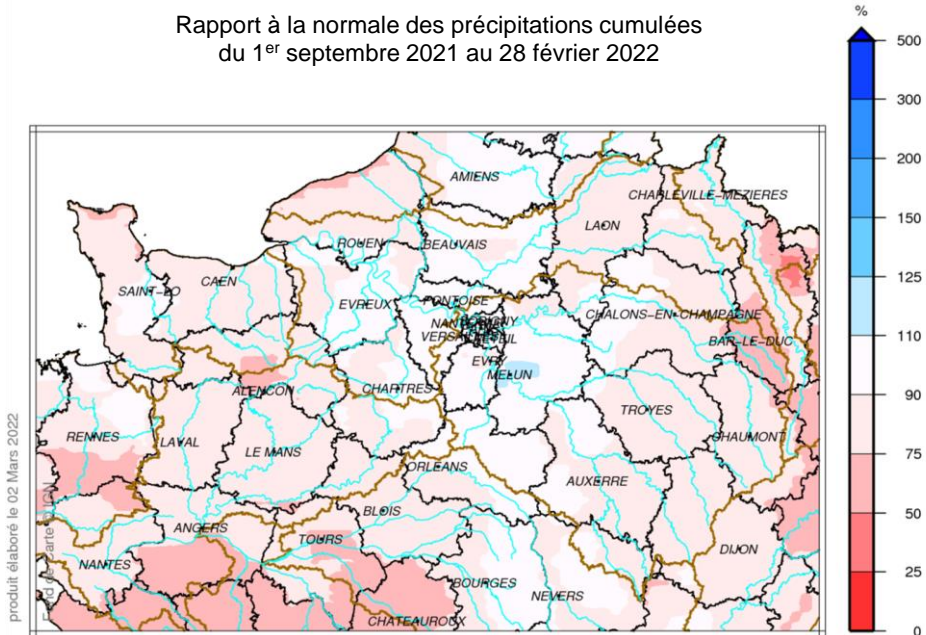 Rapport à la normale des précipitations cumulées
du 1er septembre 2021 au 28 février 2022
%
500
300
200
150
125
110
90
75
50
25
0
AMIENS
CHARLEVILLE-MEZIERES
LAON
ROUEN
BEAUVAIS
CAEN
SAINT-LO
EVREUX
PONTOISE
CHALONS-EN-CHAMPAGNE
BAR-LE-DUC
EVRY
MELUN
ALENCON
CHARTRES
TROYES
CHAUMONT
RENNES
LAVAL
LE MANS
ORLEANS
AUXERRE
BLOIS
ANGERS
TOURS
DIJON
NANTES
BOURGES
NEVERS
CHATEAUROUX
produit élaboré le 02 Mars 2022